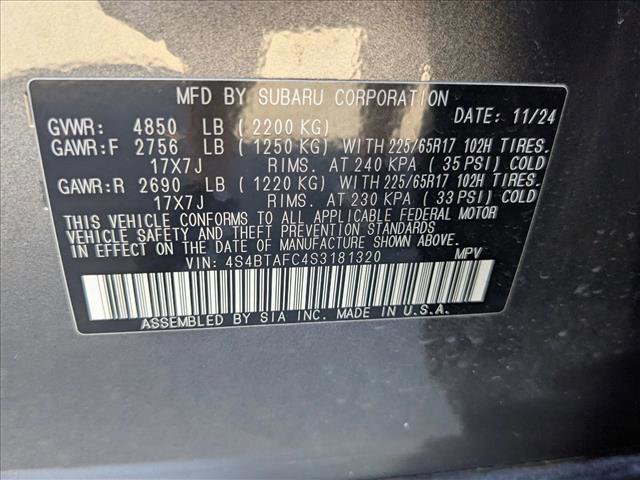 MFD BY SUBARU CORPORATION
DATE: 11/24
GVWR: 4850 LB ( 2200 KG)
GAWR:F 2756 LB ( 1250 KG) WITH 225/65R17 102H TIRES.
17X7J RIMS. AT 240 KPA ( 35 PSI) COLD
GAWR:R 2690 LB ( 1220 KG) WITH 225/65R17 102H TIRES.
17X7J RIMS. AT 230 KPA ( 33 PSI) COLD
THIS VEHICLE CONFORMS TO ALL APPLICABLE FEDERAL MOTOR
VEHICLE SAFETY AND THEFT PREVENTION STANDARDS
IN EFFECT ON THE DATE OF MANUFACTURE SHOWN ABOVE.
VIN: 4S4BTAFC4S3181320 MPV
ASSEMBLED BY SIA INC. MADE IN U.S.A.